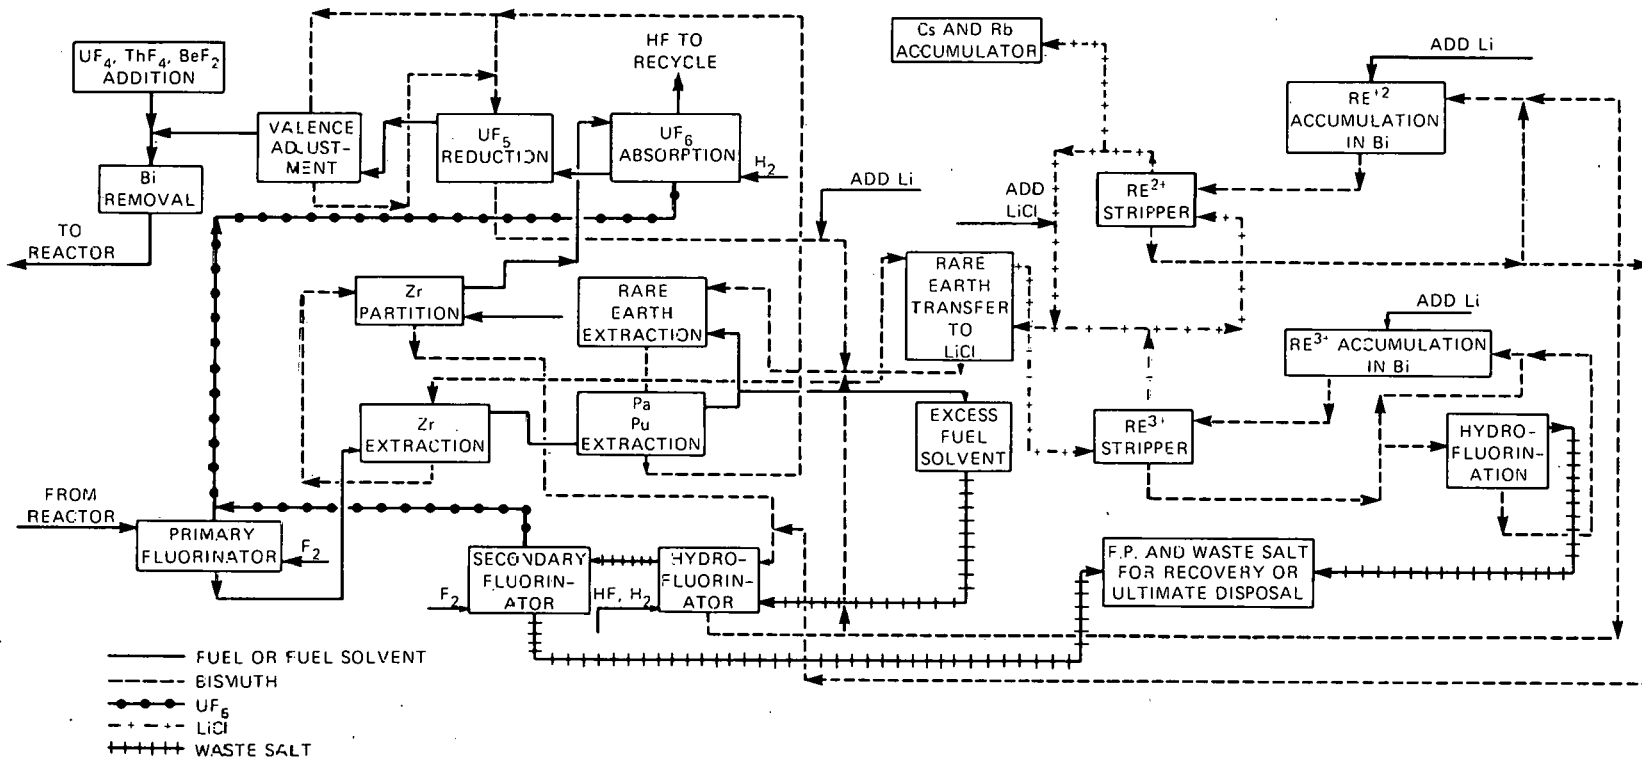 UF₄, ThF₄, BeF₂
ADDITION
HF TO
RECYCLE
Cs AND Rb
ACCUMULATOR
ADD Li
VALENCE
ADJUST-
MENT
UF₅
REDUCTION
UF₆
ABSORPTION
H₂
RE⁺²
ACCUMULATION
IN Bi
Bi
REMOVAL
ADD Li
ADD
LiCl
RE²⁺
STRIPPER
TO
REACTOR
Zr
PARTITION
RARE
EARTH
EXTRACTION
RARE
EARTH
TRANSFER
TO
LiCl
ADD Li
RE³⁺ ACCUMULATION
IN Bi
Zr
EXTRACTION
Pa
Pu
EXTRACTION
EXCESS
FUEL
SOLVENT
RE³⁺
STRIPPER
HYDRO-
FLUORIN-
ATION
FROM
REACTOR
PRIMARY
FLUORINATOR
F₂
SECONDARY
FLUORIN-
ATOR
F₂
HF, H₂
HYDRO-
FLUORIN-
ATOR
F.P. AND WASTE SALT
FOR RECOVERY OR
ULTIMATE DISPOSAL
FUEL OR FUEL SOLVENT
BISMUTH
UF₆
LiCl
WASTE SALT